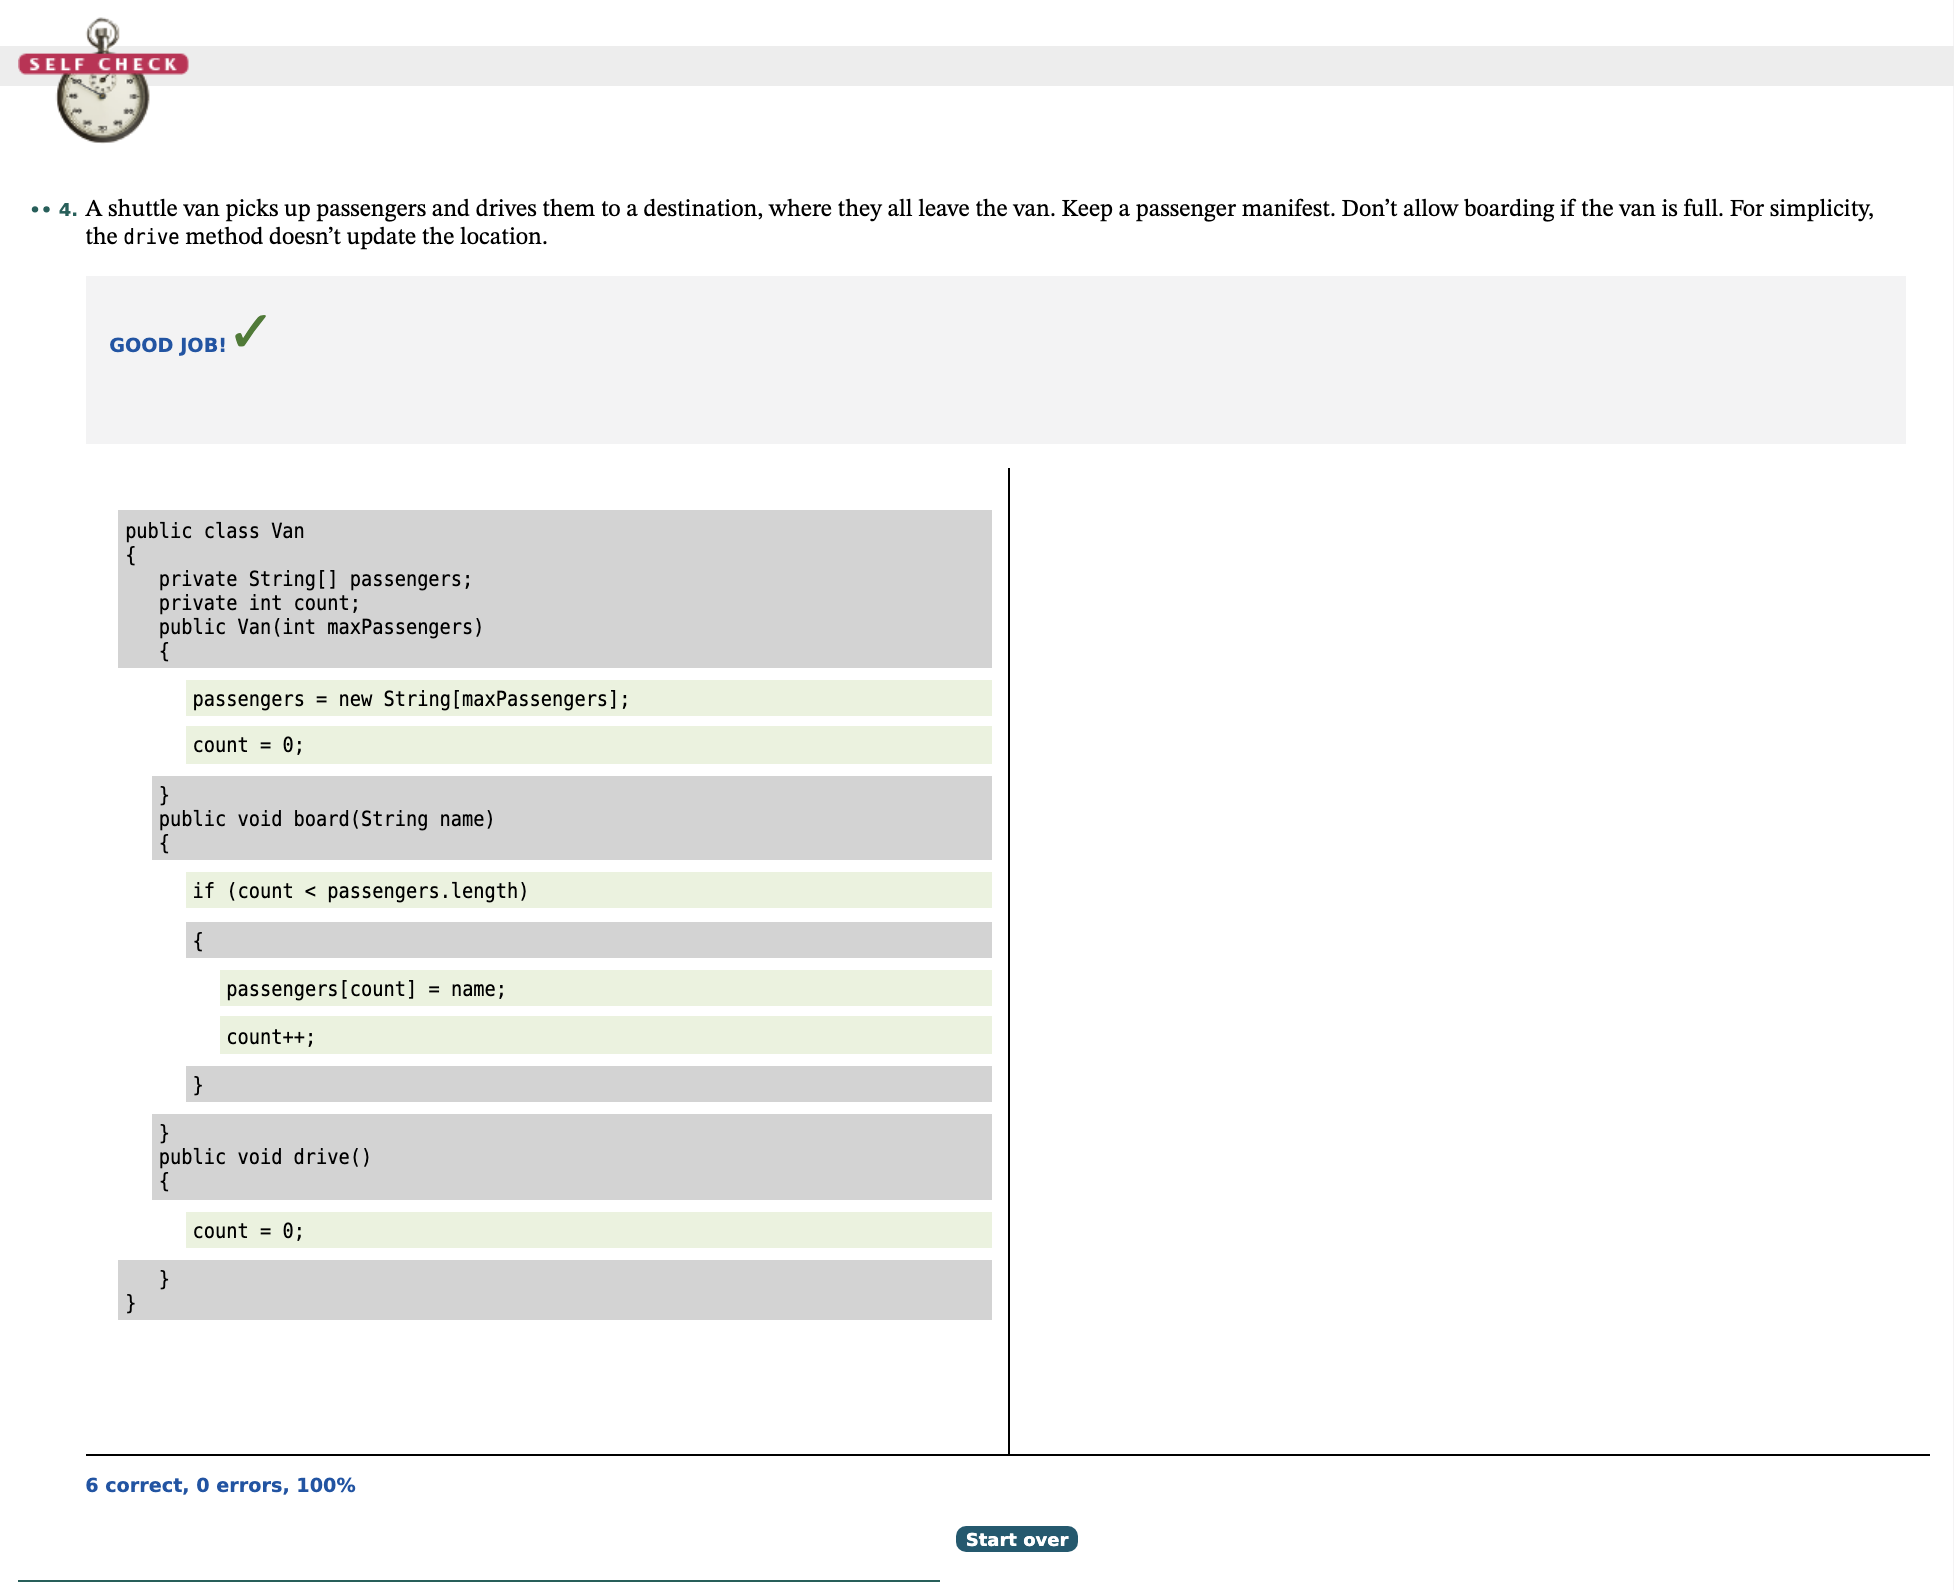 SELF CHECK
•• 4. A shuttle van picks up passengers and drives them to a destination, where they all leave the van. Keep a passenger manifest. Don’t allow boarding if the van is full. For simplicity,
the drive method doesn’t update the location.
GOOD JOB! ✓
public class Van
{
   private String[] passengers;
   private int count;
   public Van(int maxPassengers)
   {
      passengers = new String[maxPassengers];
      count = 0;
   }
   public void board(String name)
   {
      if (count < passengers.length)
      {
         passengers[count] = name;
         count++;
      }
   }
   public void drive()
   {
      count = 0;
   }
}
6 correct, 0 errors, 100%
Start over